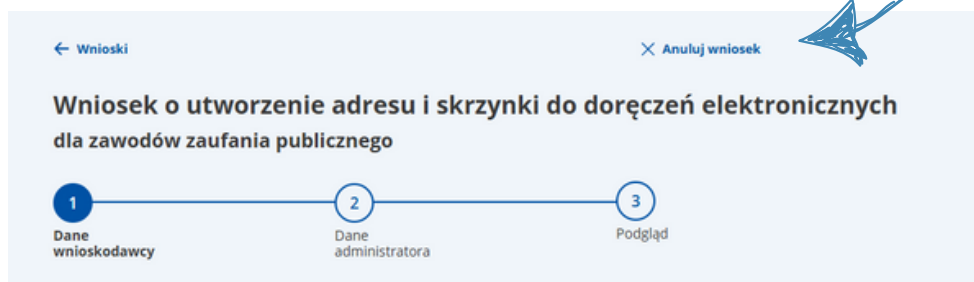 ← Wnioski
× Anuluj wniosek
Wniosek o utworzenie adresu i skrzynki do doręczeń elektronicznych
dla zawodów zaufania publicznego
1
2
3
Dane
wnioskodawcy
Dane
administratora
Podgląd